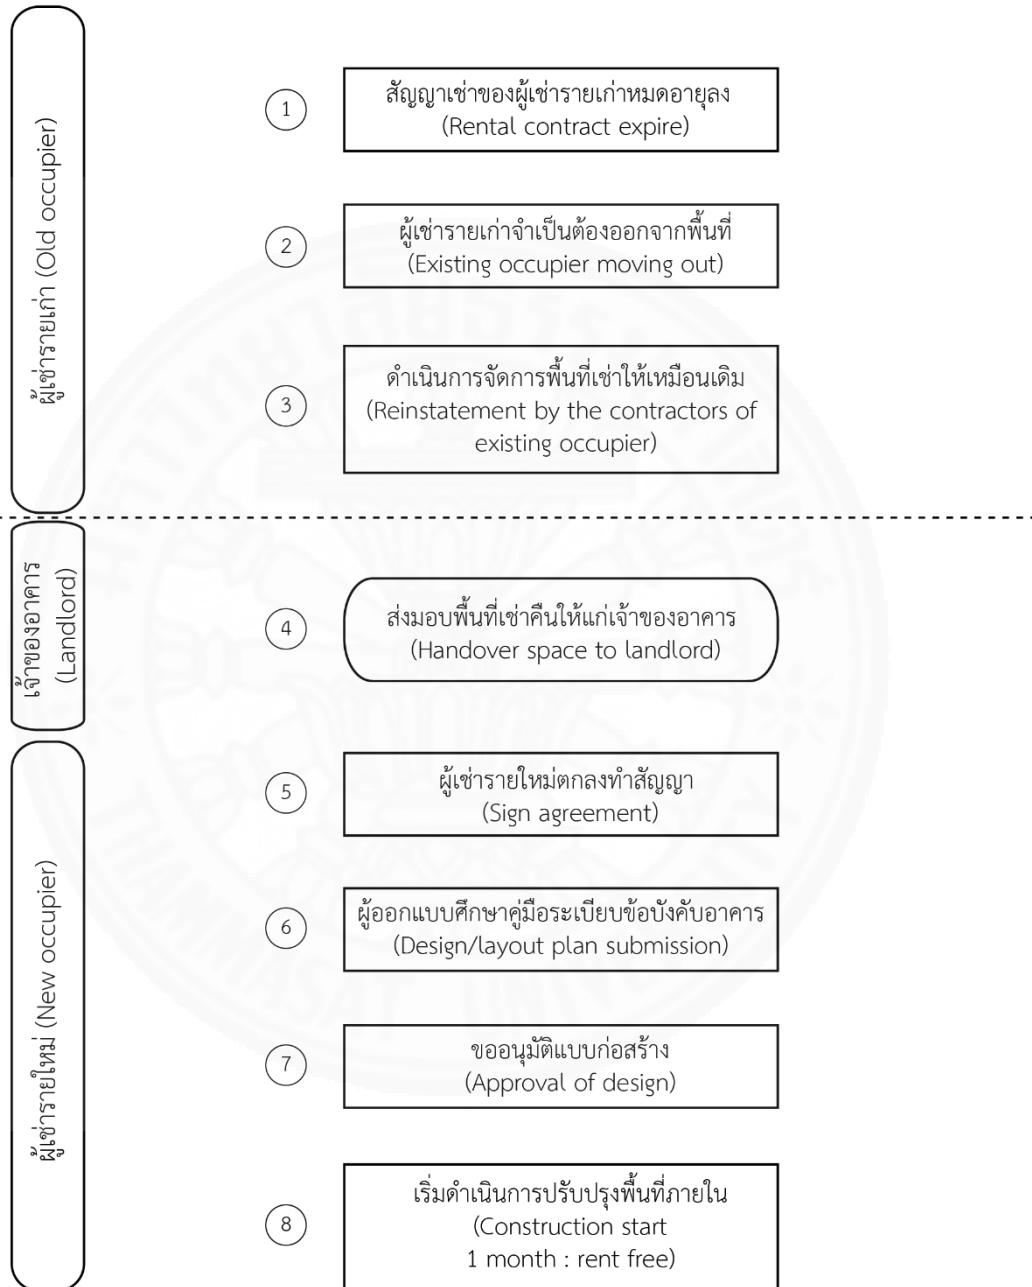 ผู้เช่ารายเก่า (Old occupier)
1
สัญญาเช่าของผู้เช่ารายเก่าหมดอายุลง
(Rental contract expire)
2
ผู้เช่ารายเก่าจำเป็นต้องออกจากพื้นที่
(Existing occupier moving out)
3
ดำเนินการจัดการพื้นที่เช่าให้เหมือนเดิม
(Reinstatement by the contractors of
existing occupier)
เจ้าของอาคาร
(Landlord)
4
ส่งมอบพื้นที่เช่าคืนให้แก่เจ้าของอาคาร
(Handover space to landlord)
ผู้เช่ารายใหม่ (New occupier)
5
ผู้เช่ารายใหม่ตกลงทำสัญญา
(Sign agreement)
6
ผู้ออกแบบศึกษาคู่มือระเบียบข้อบังคับอาคาร
(Design/layout plan submission)
7
ขออนุมัติแบบก่อสร้าง
(Approval of design)
8
เริ่มดำเนินการปรับปรุงพื้นที่ภายใน
(Construction start
1 month : rent free)
THAMMASAT UNIVERSITY